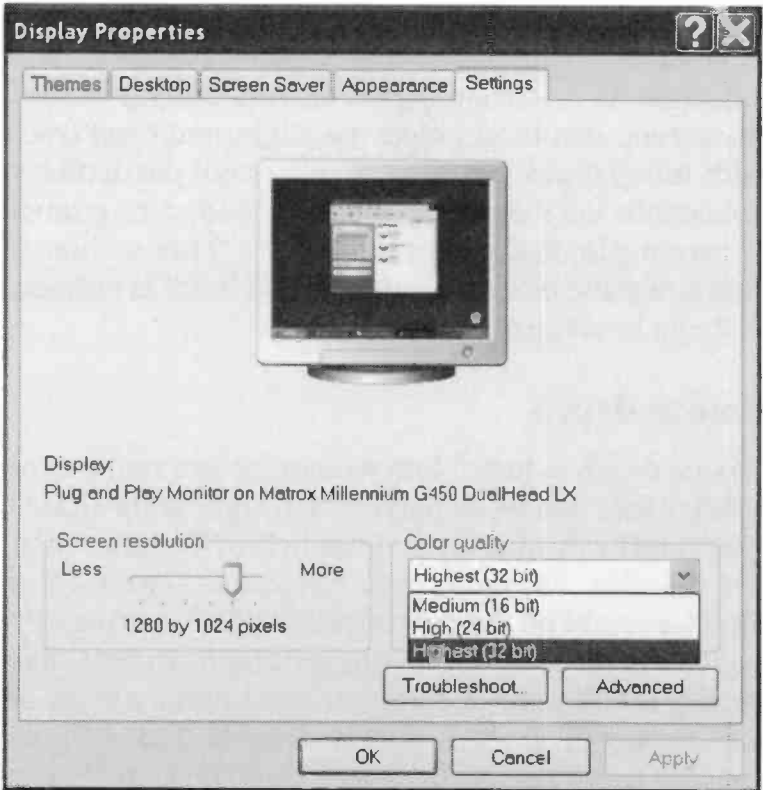 Display Properties
Themes Desktop Screen Saver Appearance Settings
Display:
Plug and Play Monitor on Matrox Millennium G450 DualHead LX
Screen resolution
Less More
1280 by 1024 pixels
Color quality
Highest (32 bit)
Medium (16 bit)
High (24 bit)
Highest (32 bit)
Troubleshoot... Advanced
OK Cancel Apply